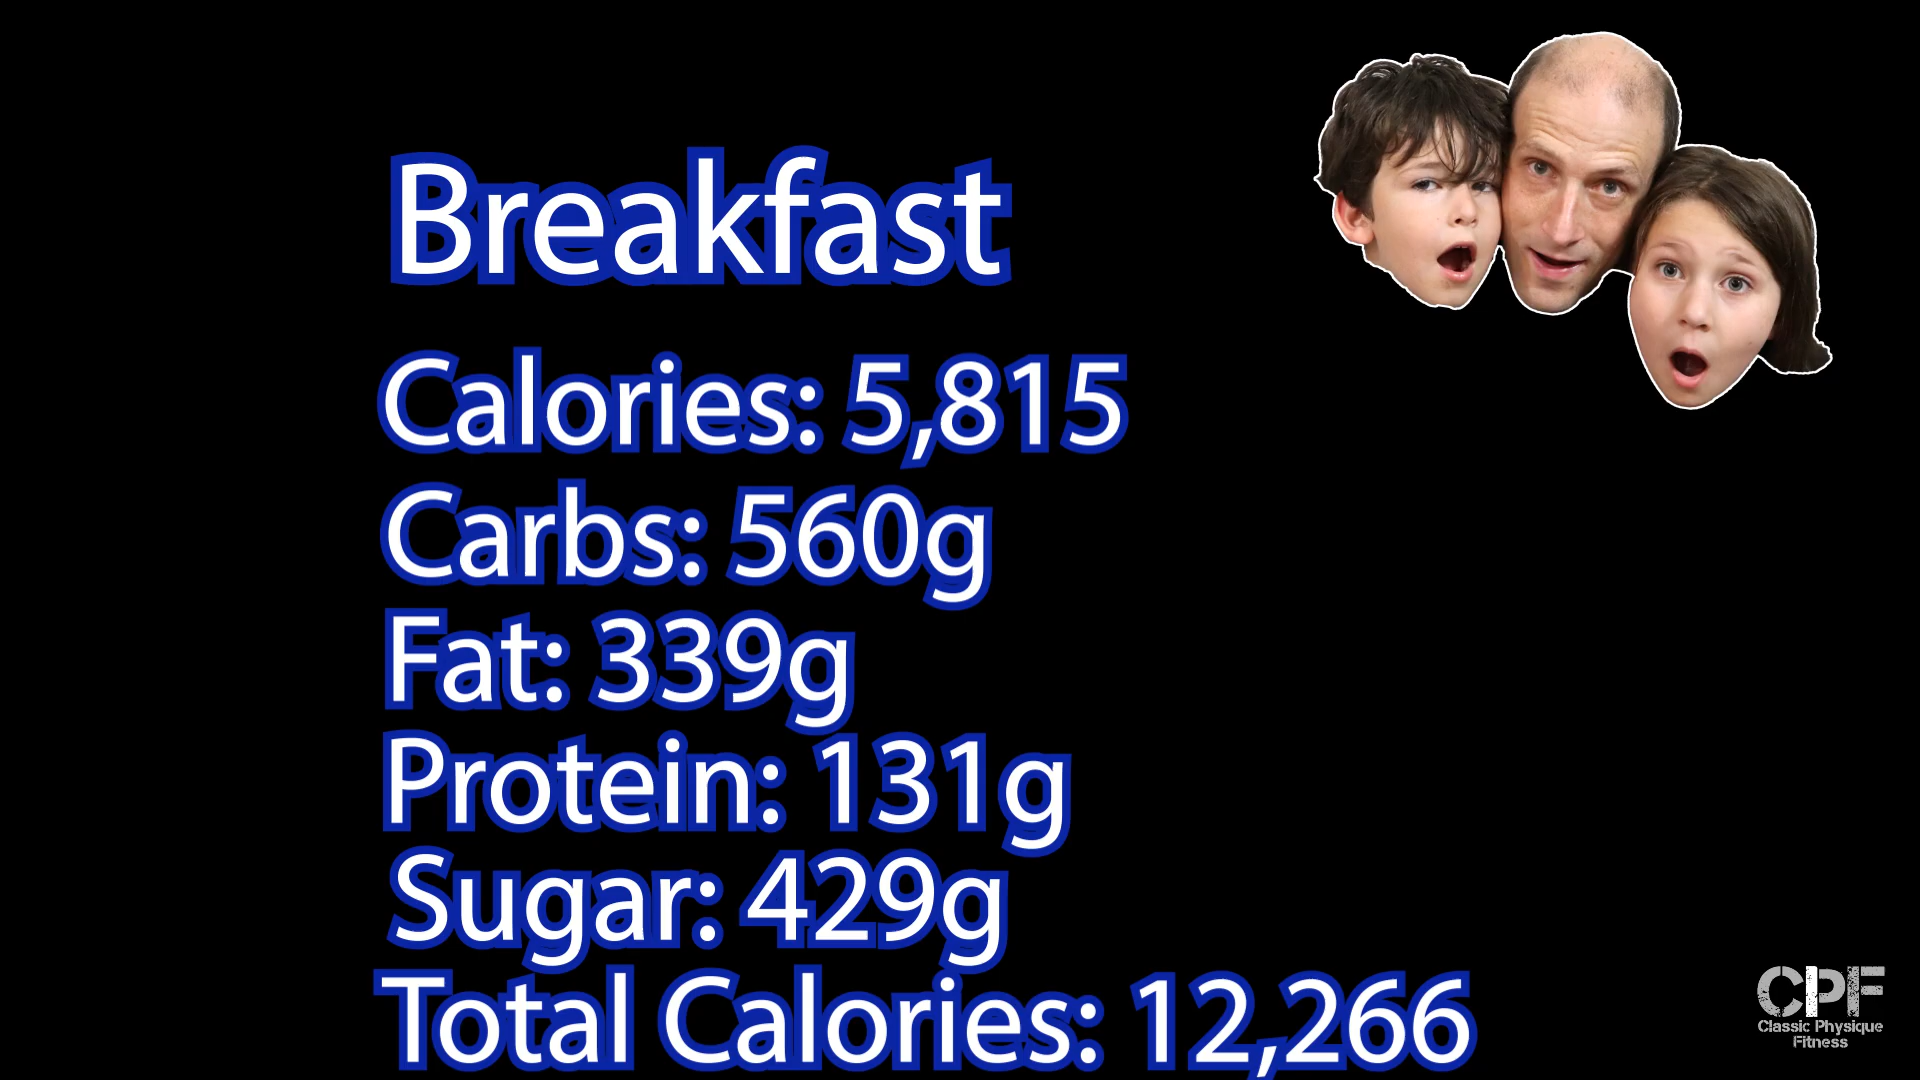 Breakfast
Calories: 5,815
Carbs: 560g
Fat: 339g
Protein: 131g
Sugar: 429g
Total Calories: 12,266
CPF
Classic Physique
Fitness